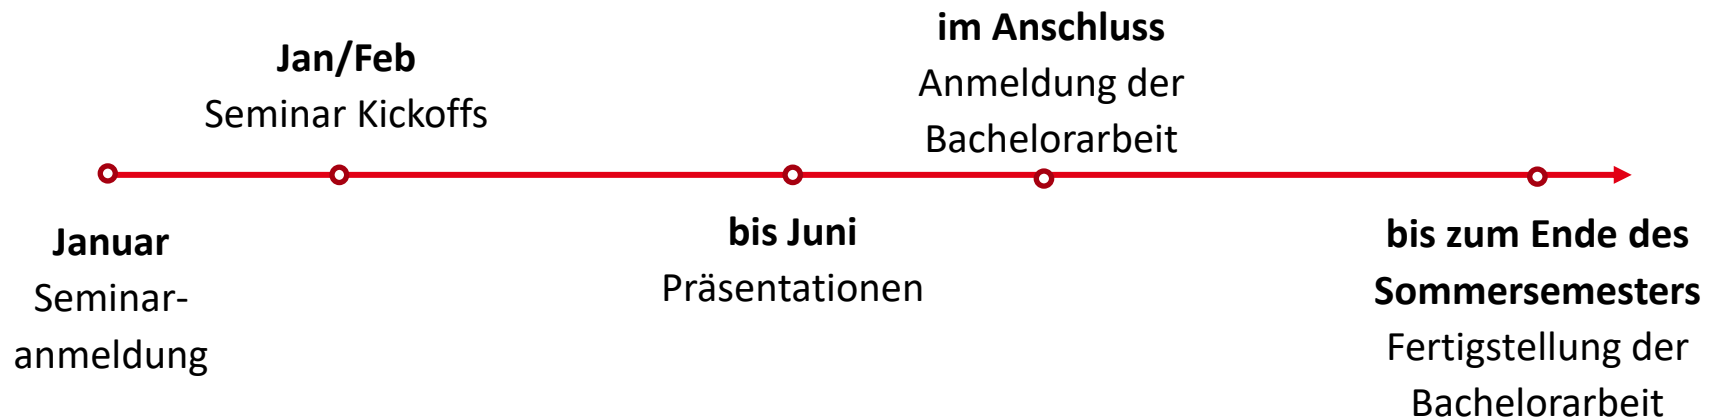 Januar
Seminar-
anmeldung
Jan/Feb
Seminar Kickoffs
bis Juni
Präsentationen
im Anschluss
Anmeldung der
Bachelorarbeit
bis zum Ende des
Sommersemesters
Fertigstellung der
Bachelorarbeit